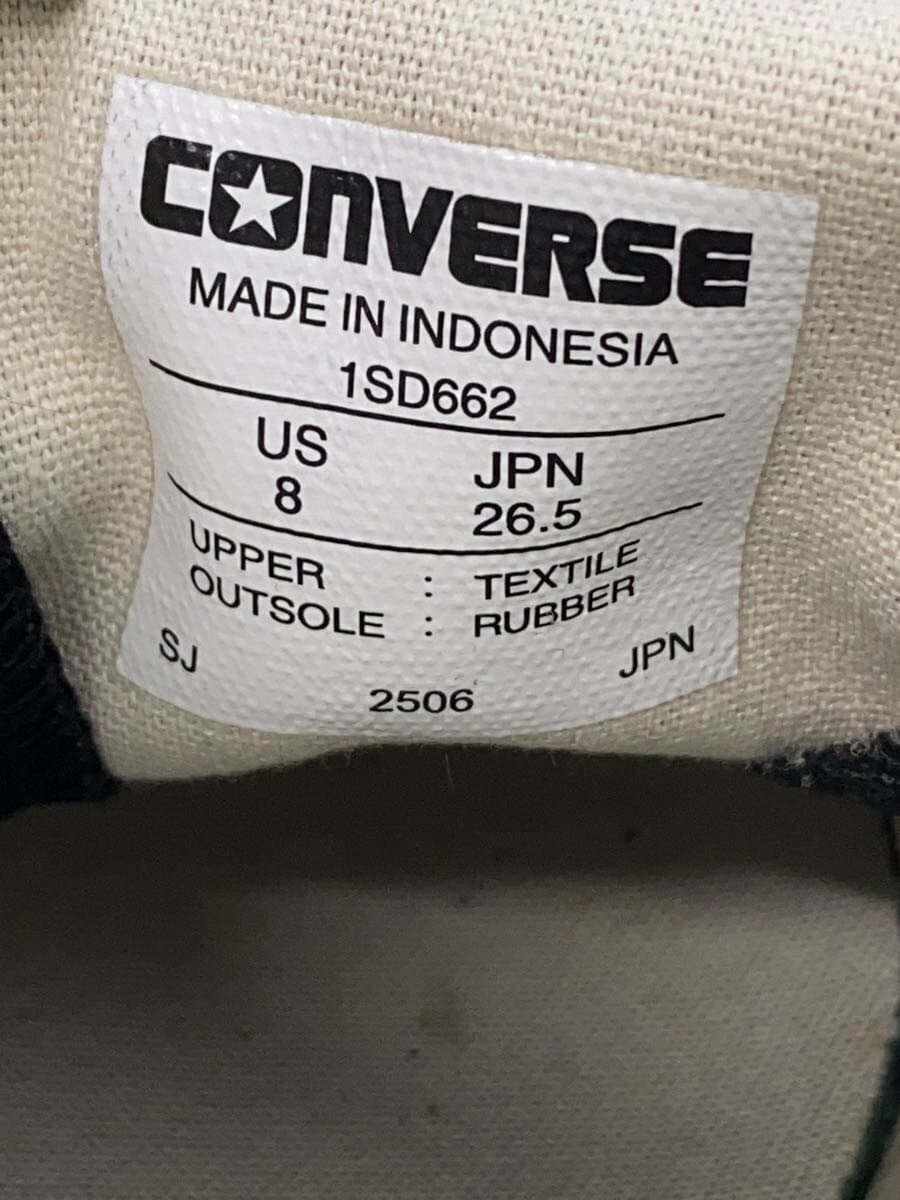 CONVERSE
MADE IN INDONESIA
1SD662
US JPN
8 26.5
UPPER : TEXTILE
OUTSOLE : RUBBER
SJ JPN
2506